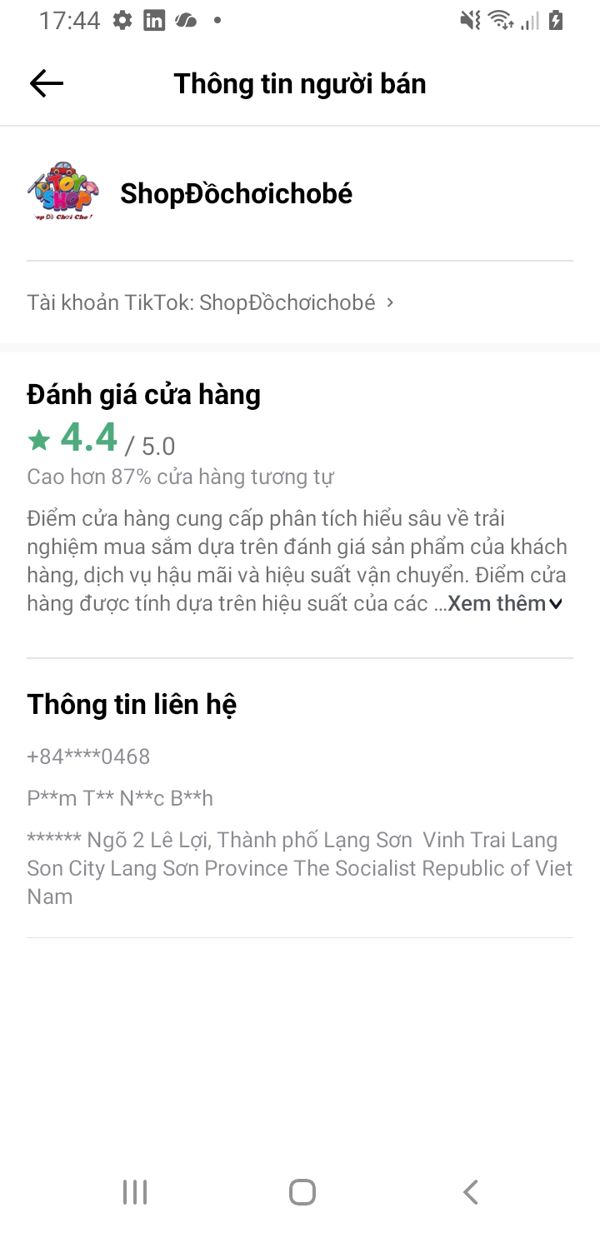 17:44
Thông tin người bán
TOY
SHOP
ShopĐồchơichobé
Tài khoản TikTok: ShopĐồchơichobé
Đánh giá cửa hàng
4.4 / 5.0
Cao hơn 87% cửa hàng tương tự
Điểm cửa hàng cung cấp phân tích hiểu sâu về trải
nghiệm mua sắm dựa trên đánh giá sản phẩm của khách
hàng, dịch vụ hậu mãi và hiệu suất vận chuyển. Điểm cửa
hàng được tính dựa trên hiệu suất của các ...Xem thêm
Thông tin liên hệ
+84****0468
P**m T** N**c B**h
****** Ngõ 2 Lê Lợi, Thành phố Lạng Sơn  Vinh Trai Lang
Son City Lang Sơn Province The Socialist Republic of Viet
Nam